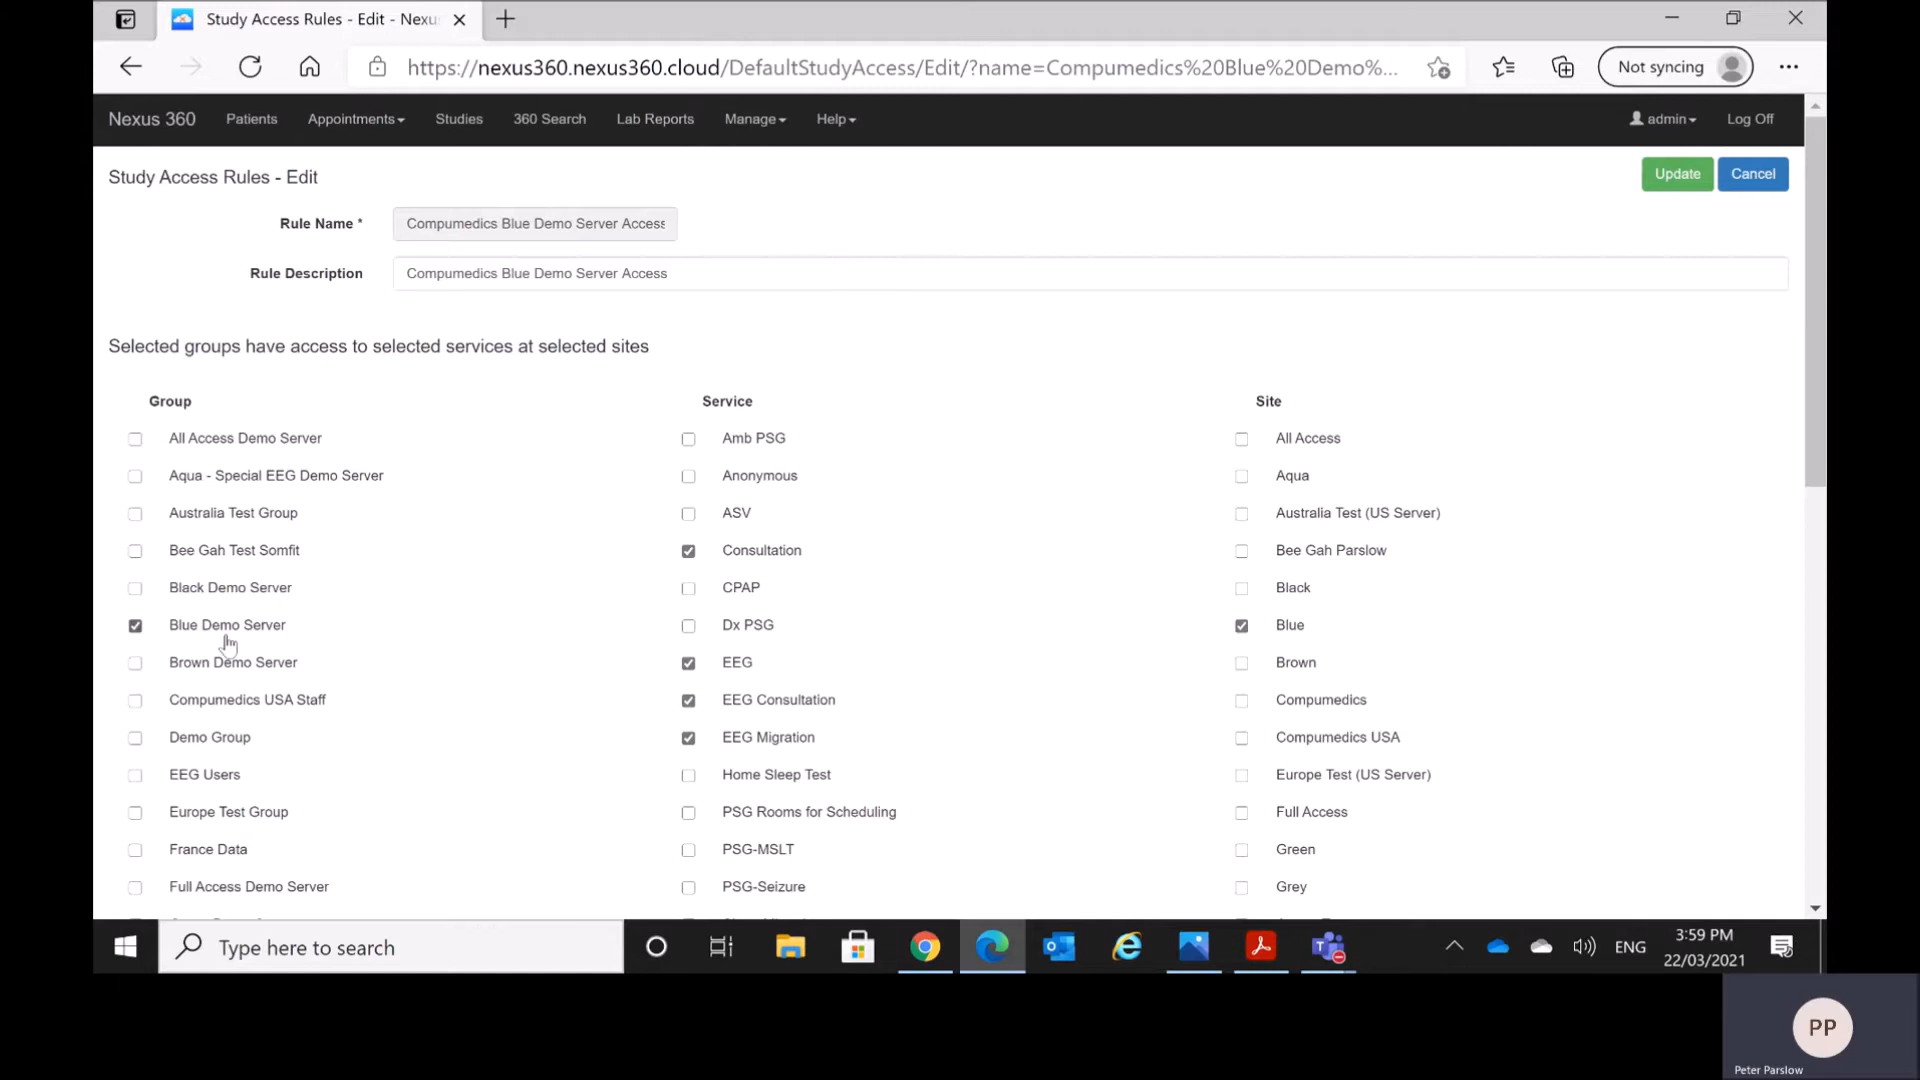 Study Access Rules - Edit - Nexu
https://nexus360.nexus360.cloud/DefaultStudyAccess/Edit/?name=Compumedics%20Blue%20Demo%...
Not syncing
Nexus 360 Patients Appointments Studies 360 Search Lab Reports Manage Help admin Log Off
Study Access Rules - Edit
Update Cancel
Rule Name * Compumedics Blue Demo Server Access
Rule Description Compumedics Blue Demo Server Access
Selected groups have access to selected services at selected sites
Group Service Site
All Access Demo Server Amb PSG All Access
Aqua - Special EEG Demo Server Anonymous Aqua
Australia Test Group ASV Australia Test (US Server)
Bee Gah Test Somfit Consultation Bee Gah Parslow
Black Demo Server CPAP Black
Blue Demo Server Dx PSG Blue
Brown Demo Server EEG Brown
Compumedics USA Staff EEG Consultation Compumedics
Demo Group EEG Migration Compumedics USA
EEG Users Home Sleep Test Europe Test (US Server)
Europe Test Group PSG Rooms for Scheduling Full Access
France Data PSG-MSLT Green
Full Access Demo Server PSG-Seizure Grey
Type here to search
ENG
3:59 PM
22/03/2021
PP
Peter Parslow